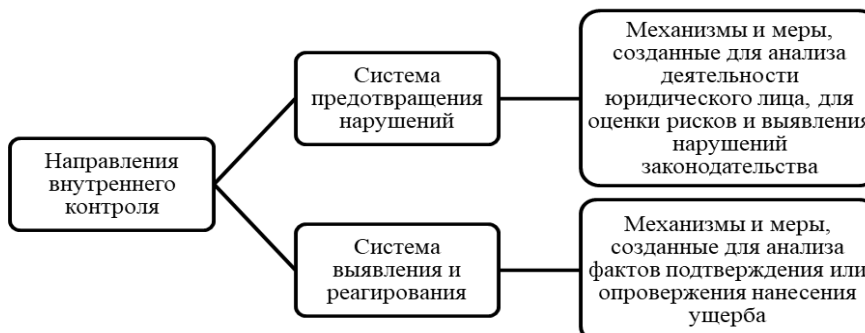 Направления
внутреннего
контроля
Система
предотвращения
нарушений
Механизмы и меры,
созданные для анализа
деятельности
юридического лица, для
оценки рисков и выявления
нарушений
законодательства
Система
выявления и
реагирования
Механизмы и меры,
созданные для анализа
фактов подтверждения или
опровержения нанесения
ущерба